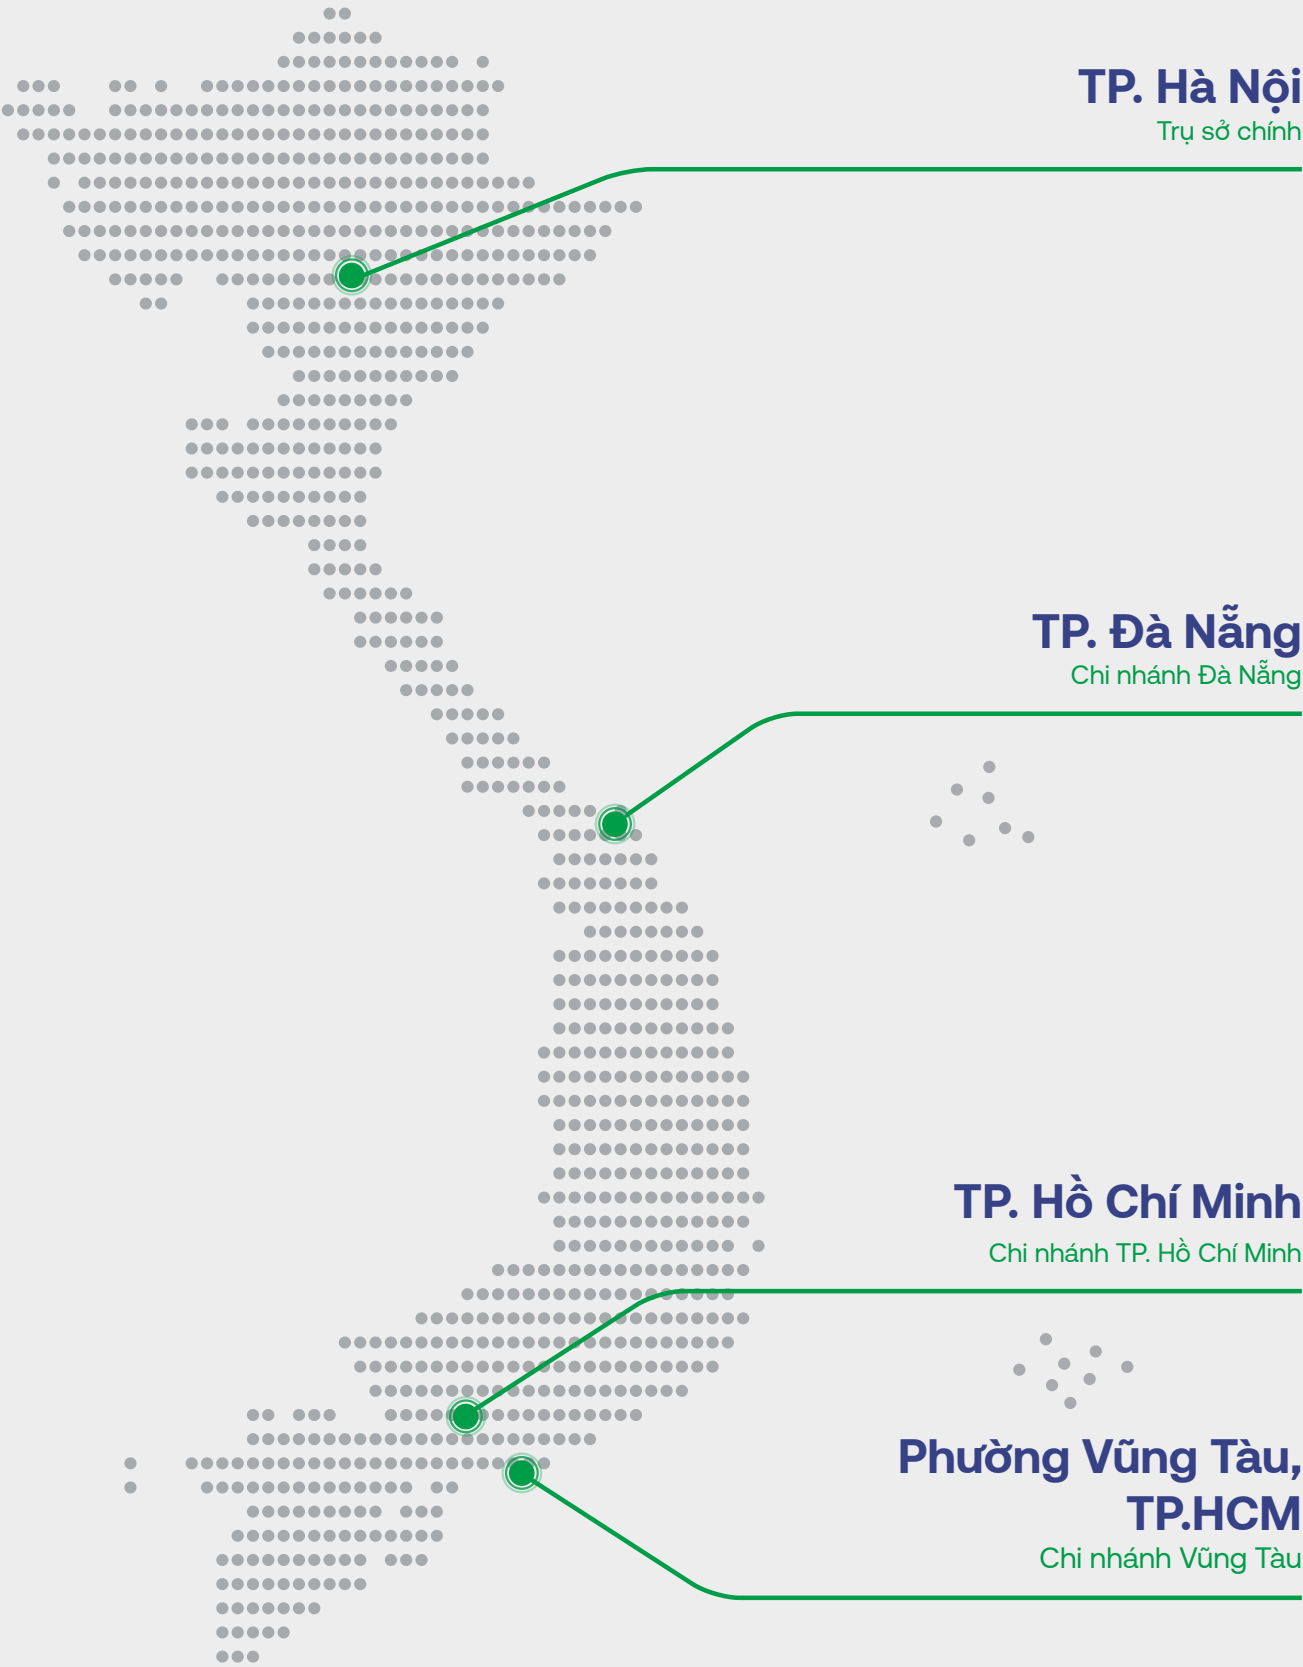 TP. Hà Nội
Trụ sở chính
TP. Đà Nẵng
Chi nhánh Đà Nẵng
TP. Hồ Chí Minh
Chi nhánh TP. Hồ Chí Minh
Phường Vũng Tàu,
TP.HCM
Chi nhánh Vũng Tàu